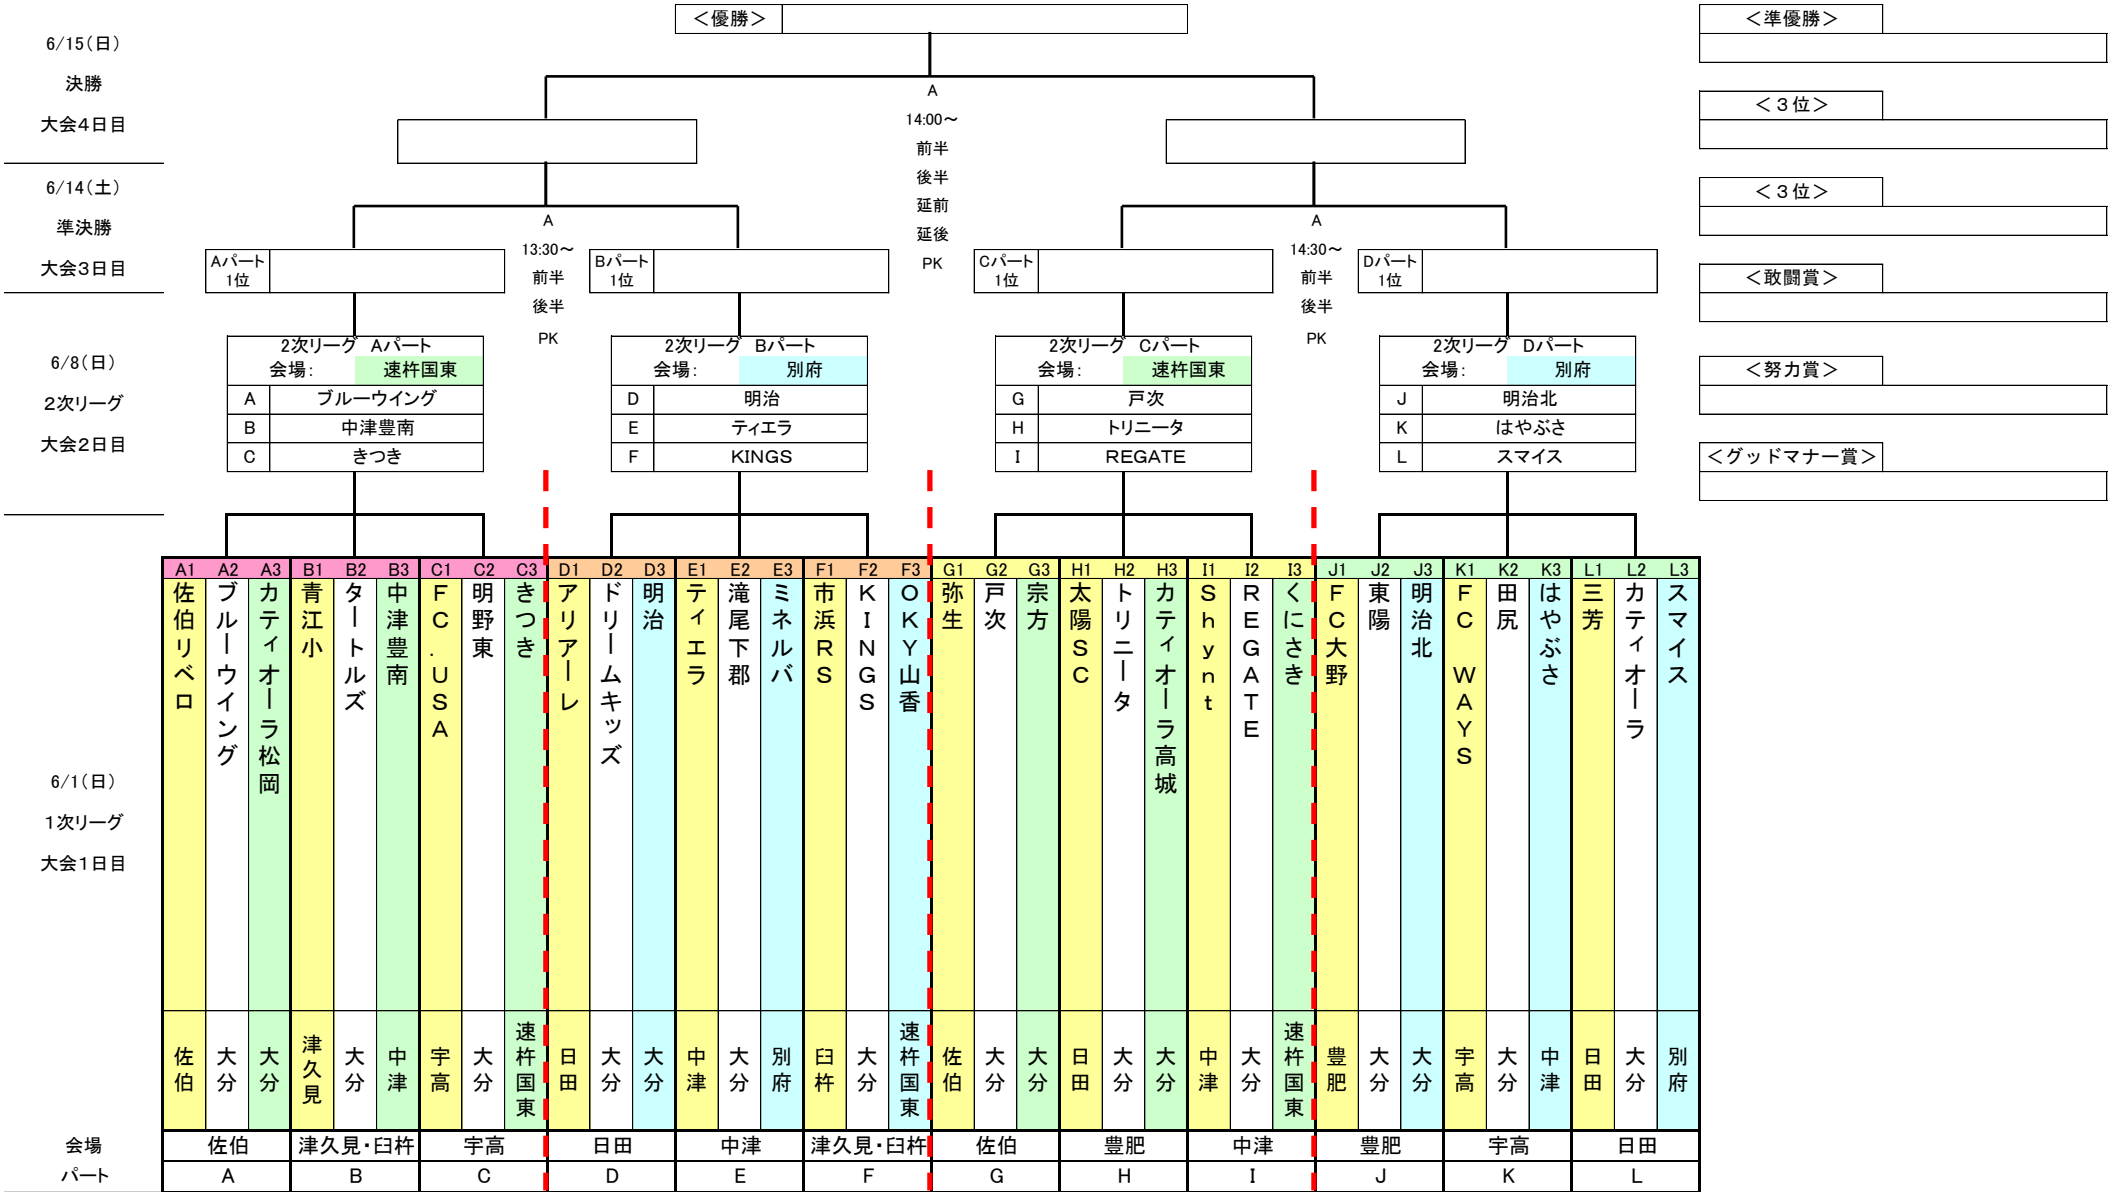 ＜優勝＞
＜準優勝＞
6/15(日)
決勝
大会4日目
A
14:00～
前半
後半
延前
延後
PK
＜３位＞
6/14(土)
準決勝
大会3日目
A
13:30～
前半
後半
PK
A
14:30～
前半
後半
PK
＜３位＞
Aパート
1位
Bパート
1位
Cパート
1位
Dパート
1位
＜敢闘賞＞
6/8(日)
2次リーグ
大会2日目
2次リーグ Aパート
会場: 速杵国東
A ブルーウイング
B 中津豊南
C きつき
2次リーグ Bパート
会場: 別府
D 明治
E ティエラ
F KINGS
2次リーグ Cパート
会場: 速杵国東
G 戸次
H トリニータ
I REGATE
2次リーグ Dパート
会場: 別府
J 明治北
K はやぶさ
L スマイス
＜努力賞＞
＜グッドマナー賞＞
6/1(日)
1次リーグ
大会1日目
A1 A2 A3 B1 B2 B3 C1 C2 C3 D1 D2 D3 E1 E2 E3 F1 F2 F3 G1 G2 G3 H1 H2 H3 I1 I2 I3 J1 J2 J3 K1 K2 K3 L1 L2 L3
佐伯リベロ
ブルーウイング
カティオーラ松岡
青江小
タートルズ
中津豊南
ＦＣ.ＵＳＡ
明野東
きつき
アリアーレ
ドリームキッズ
明治
ティエラ
滝尾下郡
ミネルバ
市浜ＲＳ
ＫＩＮＧＳ
ＯＫＹ山香
弥生
戸次
宗方
太陽ＳＣ
トリニータ
カティオーラ高城
Ｓｈｙｎｔ
ＲＥＧＡＴＥ
くにさき
ＦＣ大野
東陽
明治北
ＦＣ ＷＡＹＳ
田尻
はやぶさ
三芳
カティオーラ
スマイス
佐伯 大分 大分 津久見 大分 中津 宇高 大分 速杵国東 日田 大分 大分 中津 大分 別府 臼杵 大分 速杵国東 佐伯 大分 大分 日田 大分 大分 中津 大分 速杵国東 豊肥 大分 大分 宇高 大分 中津 日田 大分 別府
会場 佐伯 津久見・臼杵 宇高 日田 中津 津久見・臼杵 佐伯 豊肥 中津 豊肥 宇高 日田
パート A B C D E F G H I J K L